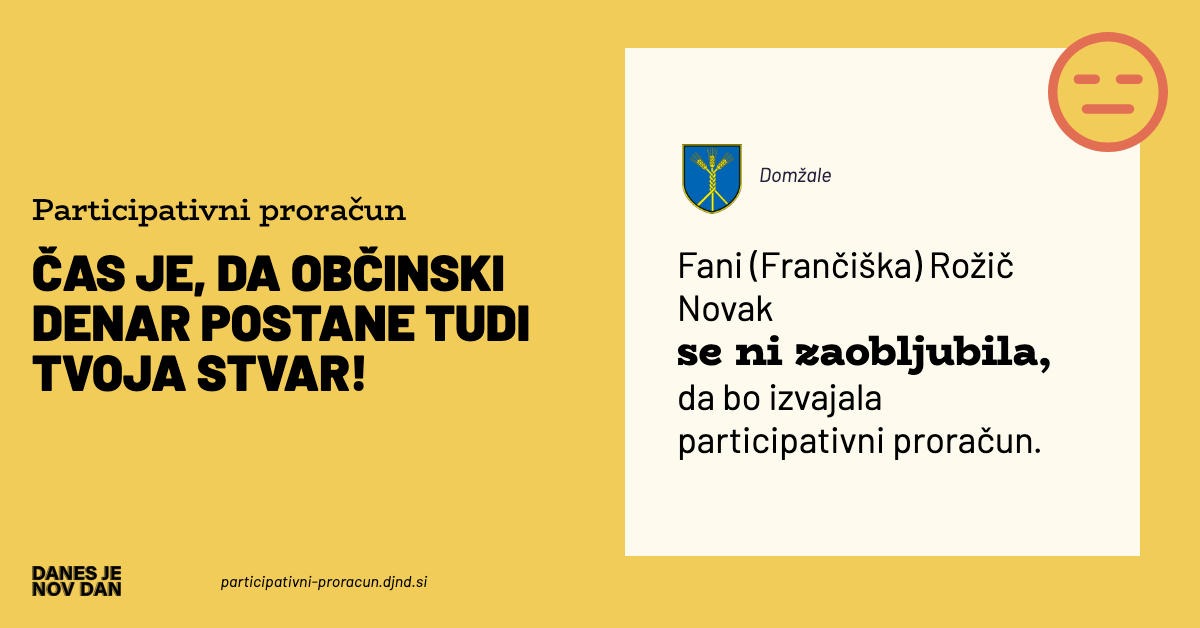 Participativni proračun
ČAS JE, DA OBČINSKI
DENAR POSTANE TUDI
TVOJA STVAR!
DANES JE
NOV DAN
participativni-proracun.djnd.si
Domžale
Fani (Frančiška) Rožič
Novak
se ni zaobljubila,
da bo izvajala
participativni proračun.